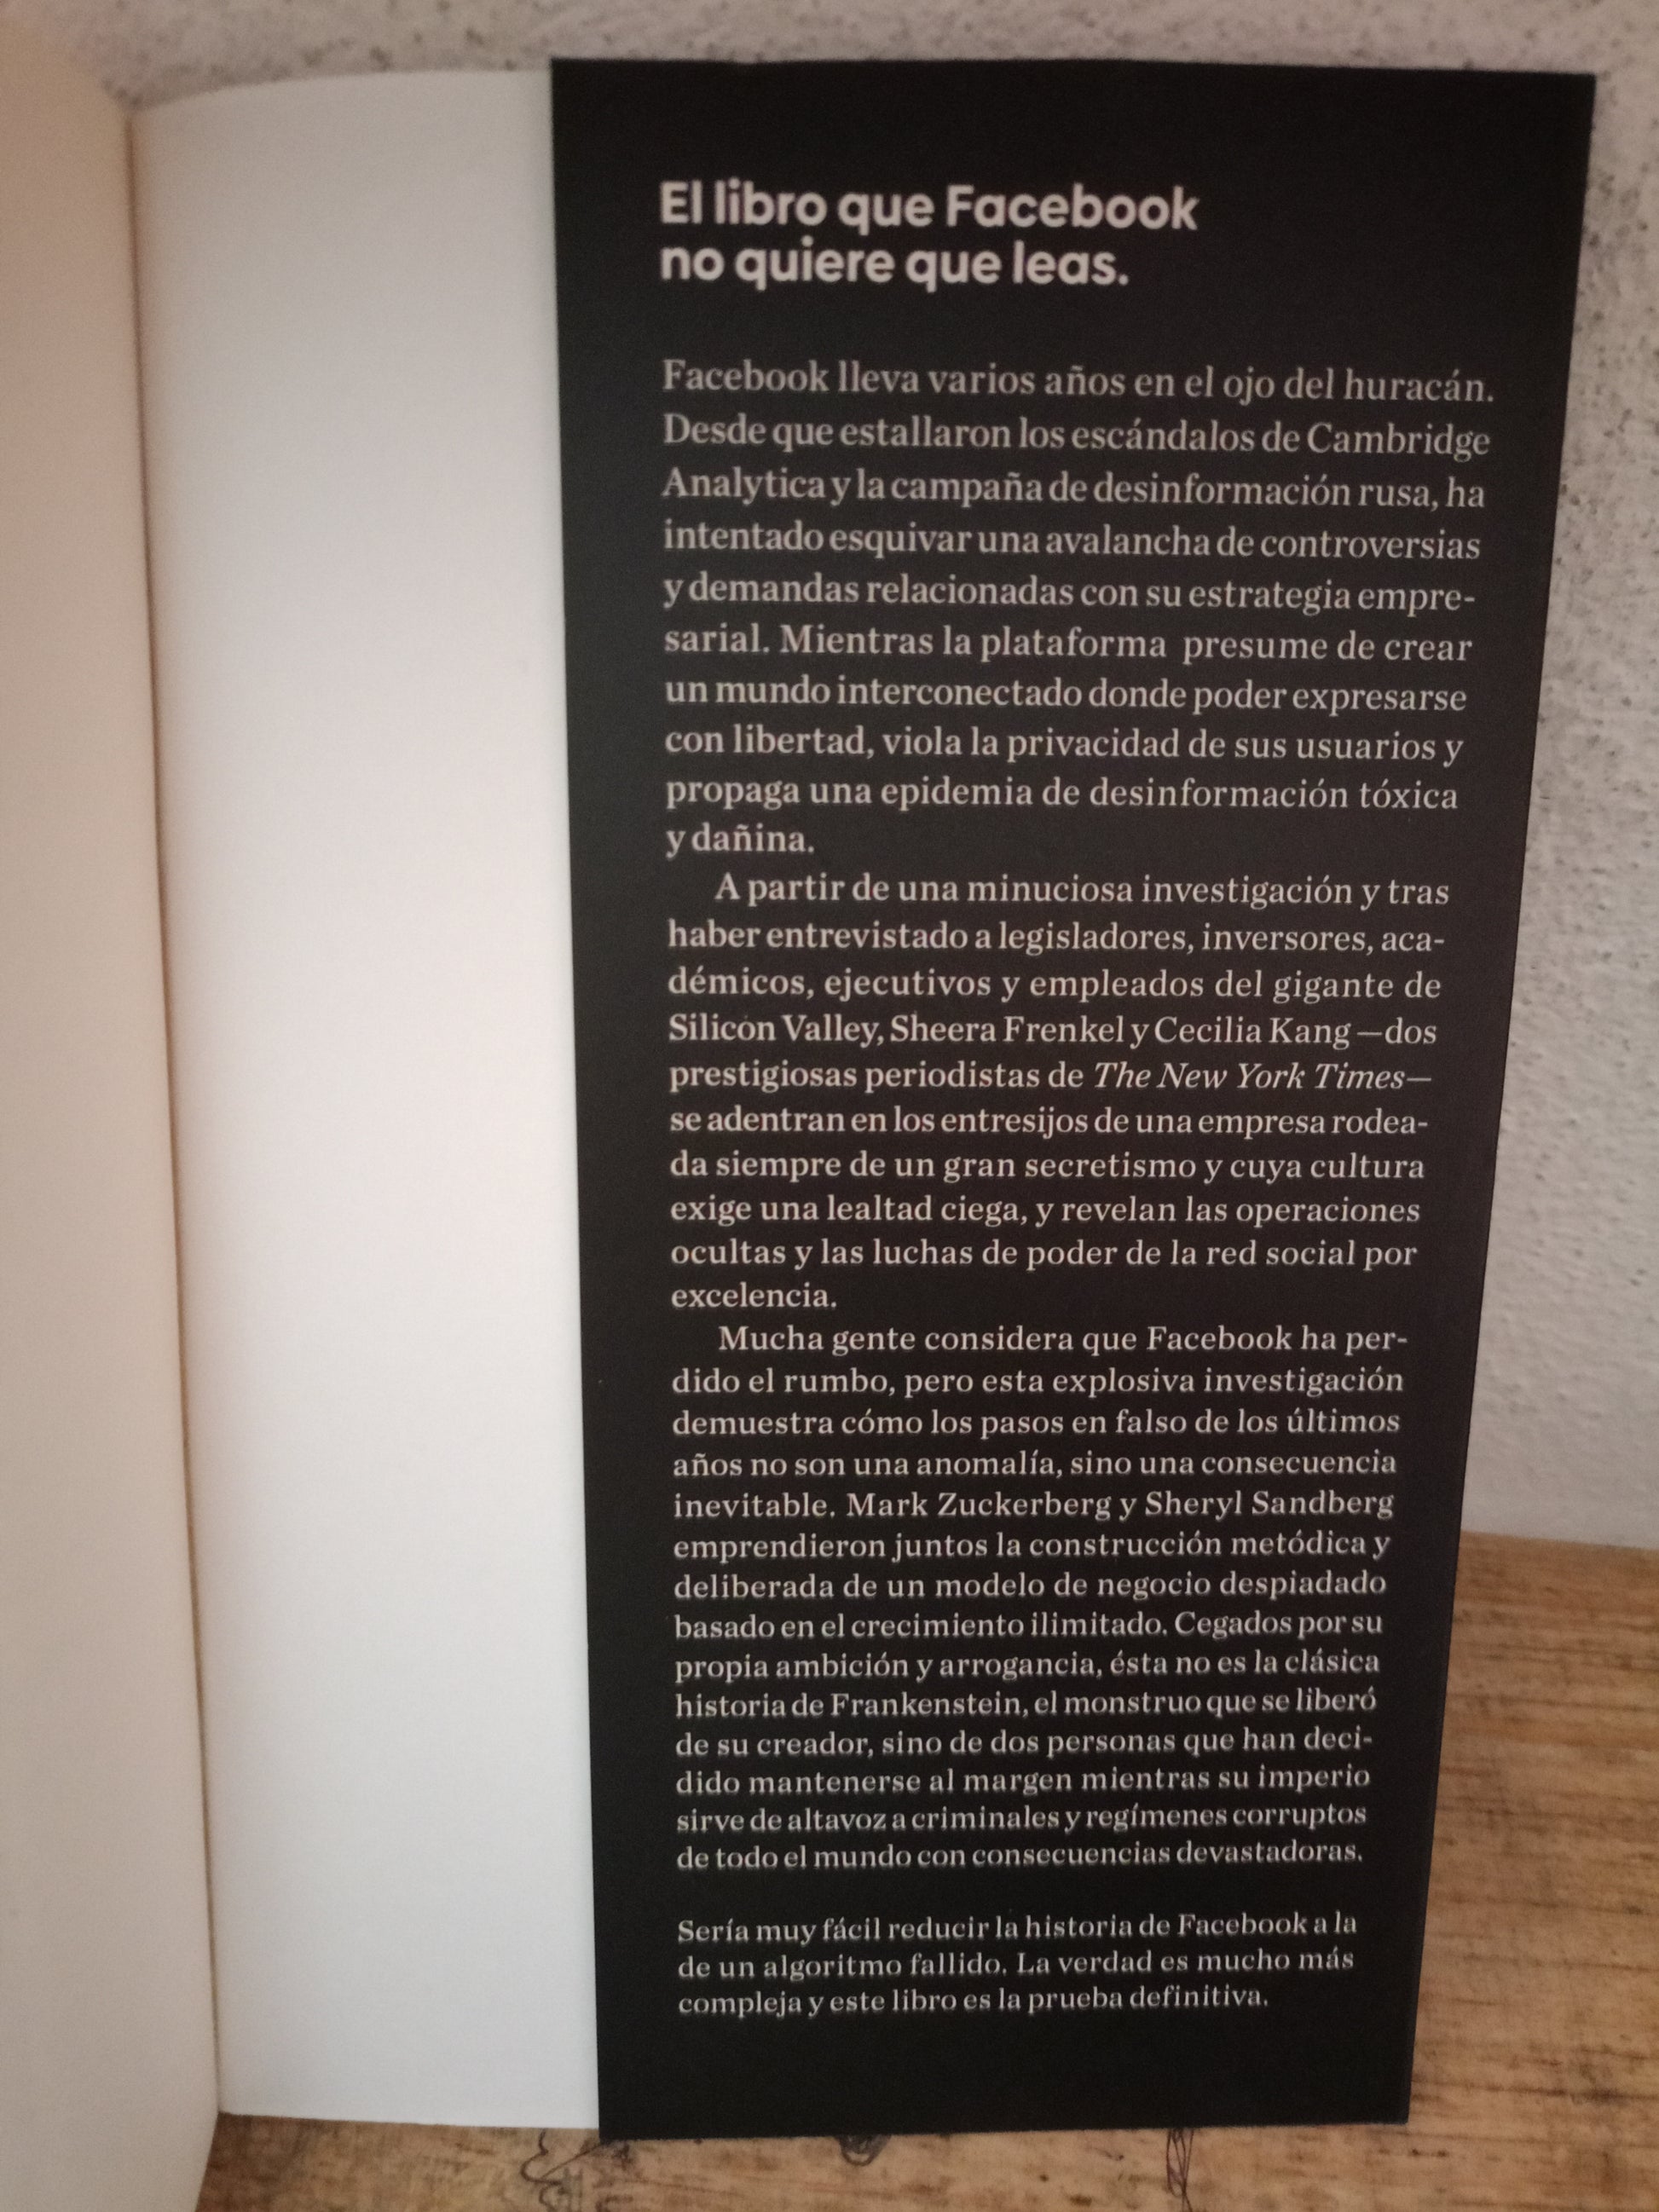 El libro que Facebook
no quiere que leas.
Facebook lleva varios años en el ojo del huracán.
Desde que estallaron los escándalos de Cambridge
Analytica y la campaña de desinformación rusa, ha
intentado esquivar una avalancha de controversias
y demandas relacionadas con su estrategia empre-
sarial. Mientras la plataforma presume de crear
un mundo interconectado donde poder expresarse
con libertad, viola la privacidad de sus usuarios y
propaga una epidemia de desinformación tóxica
y dañina.
A partir de una minuciosa investigación y tras
haber entrevistado a legisladores, inversores, aca-
démicos, ejecutivos y empleados del gigante de
Silicon Valley, Sheera Frenkel y Cecilia Kang —dos
prestigiosas periodistas de The New York Times—
se adentran en los entresijos de una empresa rodea-
da siempre de un gran secretismo y cuya cultura
exige una lealtad ciega, y revelan las operaciones
ocultas y las luchas de poder de la red social por
excelencia.
Mucha gente considera que Facebook ha per-
dido el rumbo, pero esta explosiva investigación
demuestra cómo los pasos en falso de los últimos
años no son una anomalía, sino una consecuencia
inevitable. Mark Zuckerberg y Sheryl Sandberg
emprendieron juntos la construcción metódica y
deliberada de un modelo de negocio despiadado
basado en el crecimiento ilimitado. Cegados por su
propia ambición y arrogancia, ésta no es la clásica
historia de Frankenstein, el monstruo que se liberó
de su creador, sino de dos personas que han deci-
dido mantenerse al margen mientras su imperio
sirve de altavoz a criminales y regímenes corruptos
de todo el mundo con consecuencias devastadoras.
Sería muy fácil reducir la historia de Facebook a la
de un algoritmo fallido. La verdad es mucho más
compleja y este libro es la prueba definitiva.